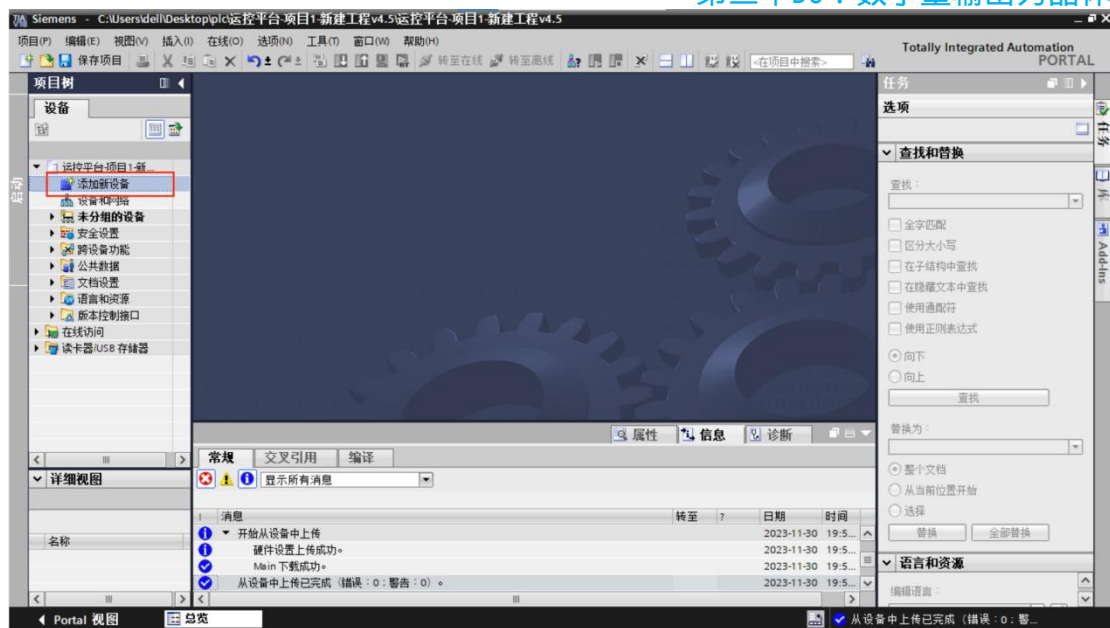 Siemens - C:\Users\dell\Desktop\plc\运控平台-项目1-新建工程v4.5\运控平台-项目1-新建工程v4.5
项目(P) 编辑(E) 视图(V) 插入(I) 在线(O) 选项(N) 工具(T) 窗口(W) 帮助(H)
Totally Integrated Automation
PORTAL
保存项目 转至在线 转至离线 <在项目中搜索>
项目树
设备
运控平台-项目1-新...
添加新设备
设备和网络
未分组的设备
安全设置
跨设备功能
公共数据
文档设置
语言和资源
版本控制接口
在线访问
读卡器/USB 存储器
启动
详细视图
名称
属性 信息 诊断
常规 交叉引用 编译
显示所有消息
! 消息 转至 ? 日期 时间
开始从设备中上传 2023-11-30 19:5...
硬件设置上传成功。 2023-11-30 19:5...
Main 下载成功。 2023-11-30 19:5...
从设备中上传已完成（错误：0；警告：0）。 2023-11-30 19:5...
任务
选项
查找和替换
查找：
全字匹配
区分大小写
在子结构中查找
在隐藏文本中查找
使用通配符
使用正则表达式
向下
向上
查找
替换为：
整个文档
从当前位置开始
选择
替换 全部替换
语言和资源
编辑语言：
任务
库
Add-Ins
Portal 视图 总览 从设备中上传已完成（错误：0；警...